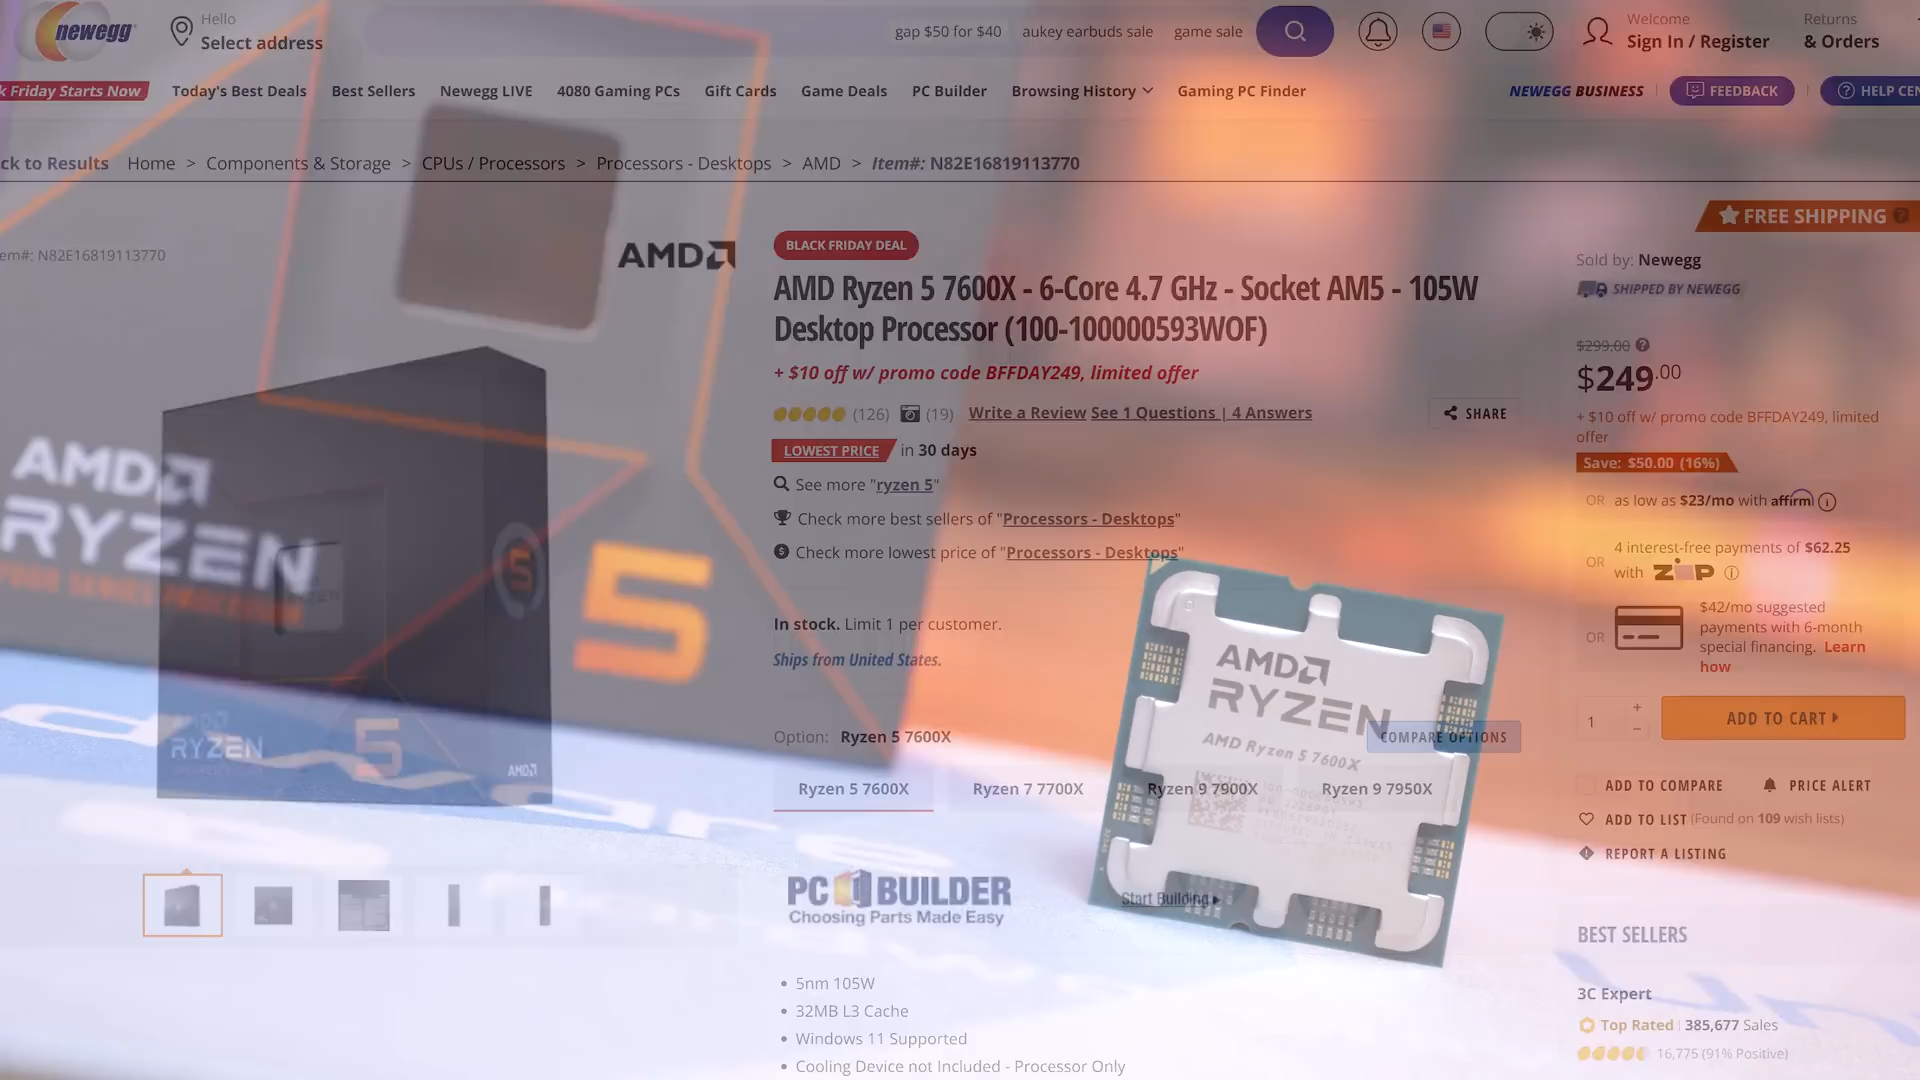 newegg
Hello
Select address
gap $50 for $40 aukey earbuds sale game sale
Welcome
Sign In / Register
Returns
& Orders
k Friday Starts Now Today's Best Deals Best Sellers Newegg LIVE 4080 Gaming PCs Gift Cards Game Deals PC Builder Browsing History Gaming PC Finder
NEWEGG BUSINESS FEEDBACK HELP CEN
ck to Results Home > Components & Storage > CPUs / Processors > Processors - Desktops > AMD > Item#: N82E16819113770
em#: N82E16819113770
AMD
BLACK FRIDAY DEAL
AMD Ryzen 5 7600X - 6-Core 4.7 GHz - Socket AM5 - 105W
Desktop Processor (100-100000593WOF)
+ $10 off w/ promo code BFFDAY249, limited offer
(126) (19) Write a Review See 1 Questions | 4 Answers
SHARE
LOWEST PRICE in 30 days
See more "ryzen 5"
Check more best sellers of "Processors - Desktops"
Check more lowest price of "Processors - Desktops"
In stock. Limit 1 per customer.
Ships from United States.
Option: Ryzen 5 7600X
COMPARE OPTIONS
Ryzen 5 7600X Ryzen 7 7700X Ryzen 9 7900X Ryzen 9 7950X
PC BUILDER
Choosing Parts Made Easy
Start Building
• 5nm 105W
• 32MB L3 Cache
• Windows 11 Supported
• Cooling Device not Included - Processor Only
FREE SHIPPING
Sold by: Newegg
SHIPPED BY NEWEGG
$299.00
$249.00
+ $10 off w/ promo code BFFDAY249, limited
offer
Save: $50.00 (16%)
OR as low as $23/mo with affirm
OR 4 interest-free payments of $62.25
with ZIP
OR $42/mo suggested
payments with 6-month
special financing. Learn
how
1 + -
ADD TO CART
ADD TO COMPARE PRICE ALERT
ADD TO LIST (Found on 109 wish lists)
REPORT A LISTING
BEST SELLERS
3C Expert
Top Rated | 385,677 Sales
16,775 (91% Positive)
AMD
RYZEN
7000 SERIES PROCESSOR
5
5
AMD
RYZEN
5
AMD
AMD
RYZEN
AMD Ryzen 5 7600X